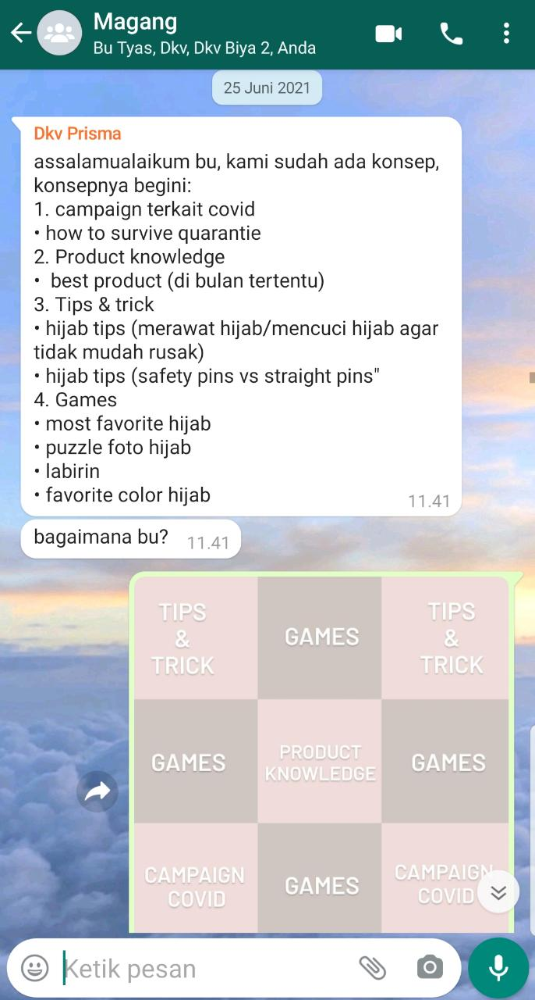 Magang
Bu Tyas, Dkv, Dkv Biya 2, Anda
25 Juni 2021
Dkv Prisma
assalamualaikum bu, kami sudah ada konsep,
konsepnya begini:
1. campaign terkait covid
• how to survive quarantie
2. Product knowledge
•  best product (di bulan tertentu)
3. Tips & trick
• hijab tips (merawat hijab/mencuci hijab agar
tidak mudah rusak)
• hijab tips (safety pins vs straight pins"
4. Games
• most favorite hijab
• puzzle foto hijab
• labirin
• favorite color hijab
11.41
bagaimana bu? 11.41
TIPS
&
TRICK
GAMES
TIPS
&
TRICK
GAMES
PRODUCT
KNOWLEDGE
GAMES
CAMPAIGN
COVID
GAMES
CAMPAIGN
COVID
Ketik pesan